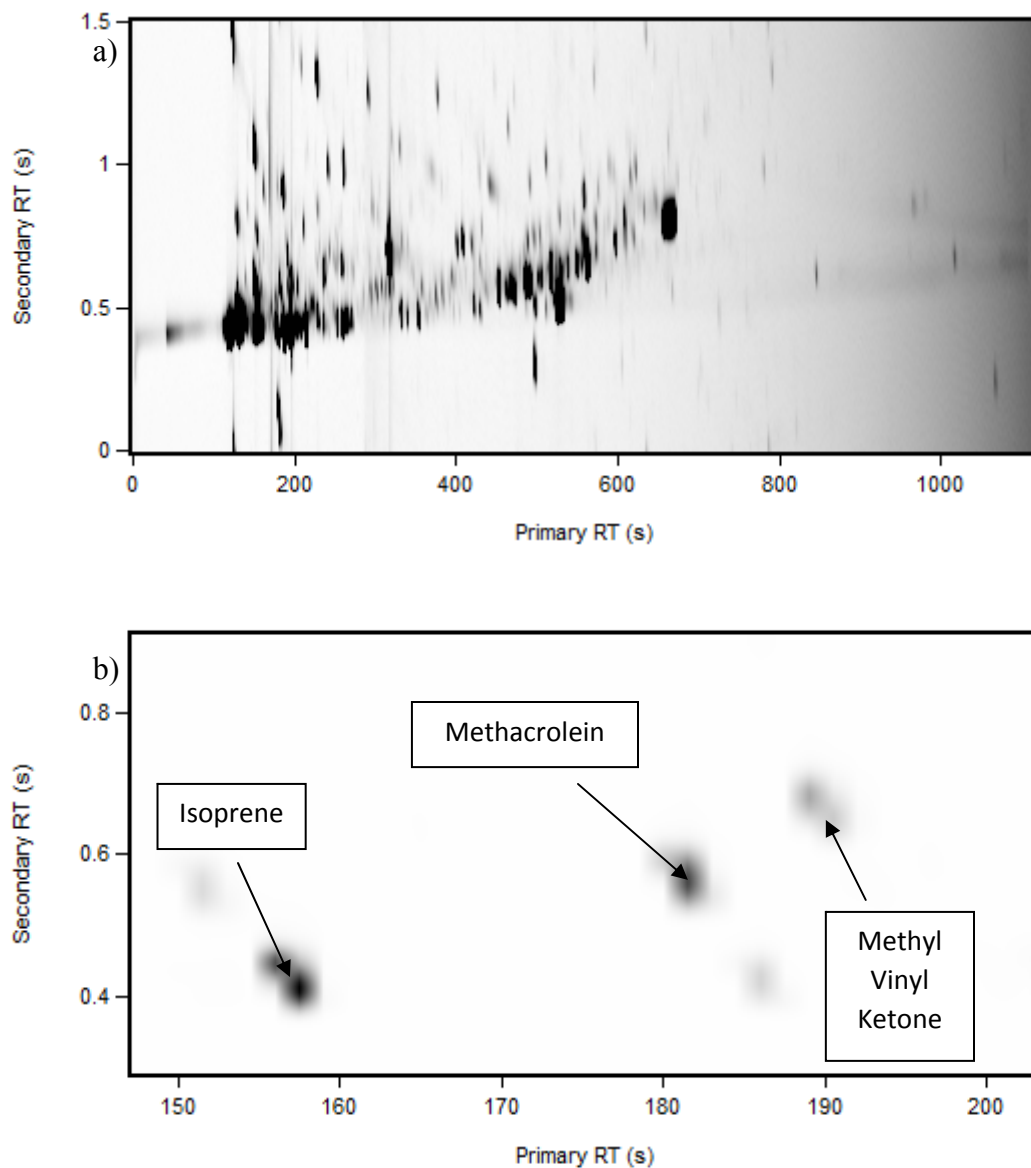 a)
Secondary RT (s)
1.5
1
0.5
0
0 200 400 600 800 1000
Primary RT (s)
b)
Secondary RT (s)
0.8
0.6
0.4
Methacrolein
Isoprene
Methyl
Vinyl
Ketone
150 160 170 180 190 200
Primary RT (s)